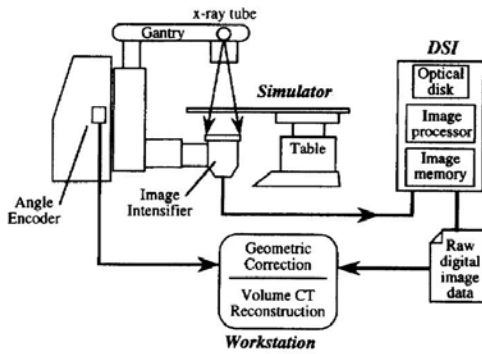 x-ray tube
Gantry
DSI
Optical
disk
Simulator
Image
processor
Table
Image
memory
Angle
Encoder
Image
Intensifier
Geometric
Correction
Raw
digital
image
data
Volume CT
Reconstruction
Workstation